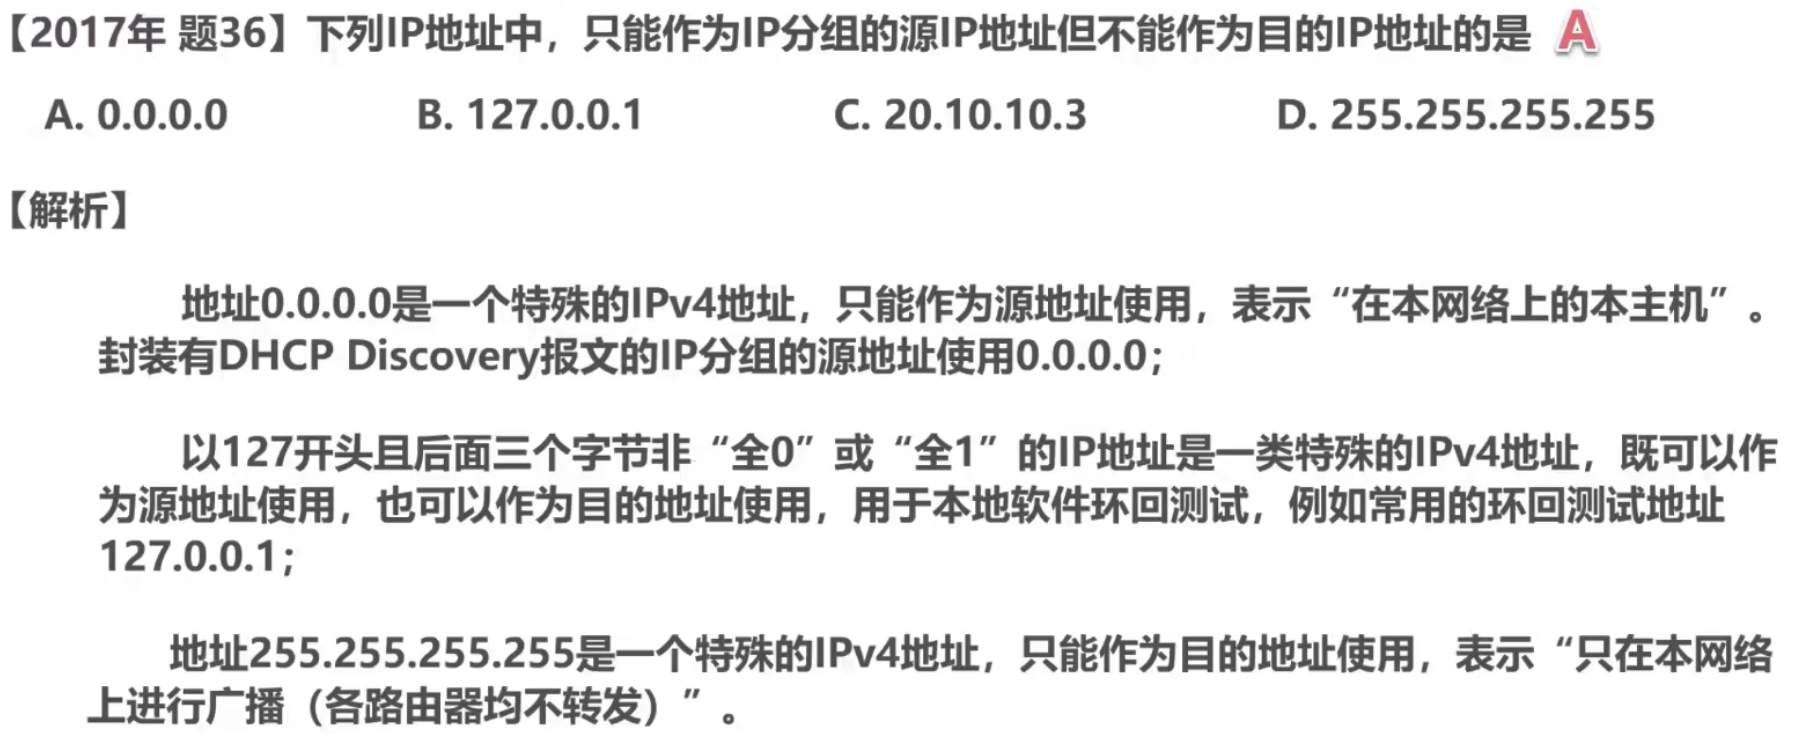 【2017年 题36】下列IP地址中，只能作为IP分组的源IP地址但不能作为目的IP地址的是 A
A. 0.0.0.0 B. 127.0.0.1 C. 20.10.10.3 D. 255.255.255.255
【解析】
地址0.0.0.0是一个特殊的IPv4地址，只能作为源地址使用，表示“在本网络上的本主机”。
封装有DHCP Discovery报文的IP分组的源地址使用0.0.0.0；
以127开头且后面三个字节非“全0”或“全1”的IP地址是一类特殊的IPv4地址，既可以作
为源地址使用，也可以作为目的地址使用，用于本地软件环回测试，例如常用的环回测试地址
127.0.0.1；
地址255.255.255.255是一个特殊的IPv4地址，只能作为目的地址使用，表示“只在本网络
上进行广播（各路由器均不转发）”。